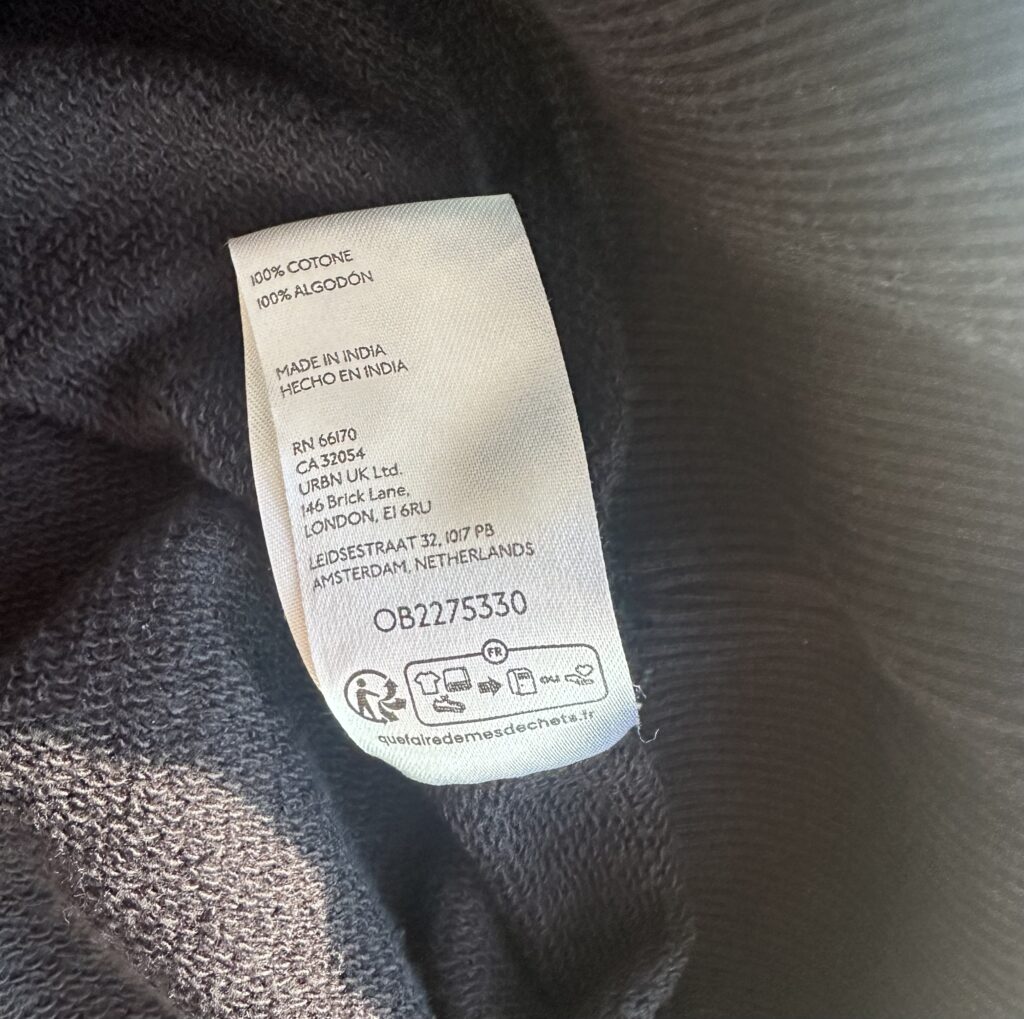 100% COTONE
100% ALGODÓN
MADE IN INDIA
HECHO EN INDIA
RN 66170
CA 32054
URBN UK Ltd.
146 Brick Lane,
LONDON, E1 6RU
LEIDSESTRAAT 32, 1017 PB
AMSTERDAM, NETHERLANDS
OB2275330
FR
OU
quefairedemesdechets.fr